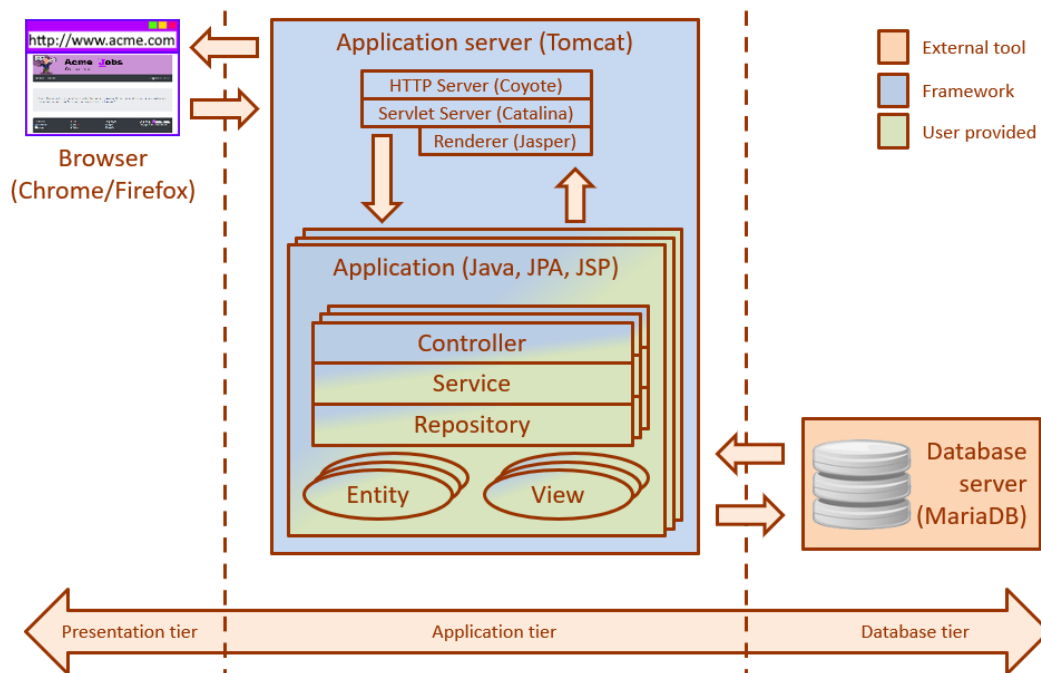 http://www.acme.com
Acme Jobs
Browser
(Chrome/Firefox)
Application server (Tomcat)
HTTP Server (Coyote)
Servlet Server (Catalina)
Renderer (Jasper)
Application (Java, JPA, JSP)
Controller
Service
Repository
Entity
View
External tool
Framework
User provided
Database
server
(MariaDB)
Presentation tier
Application tier
Database tier